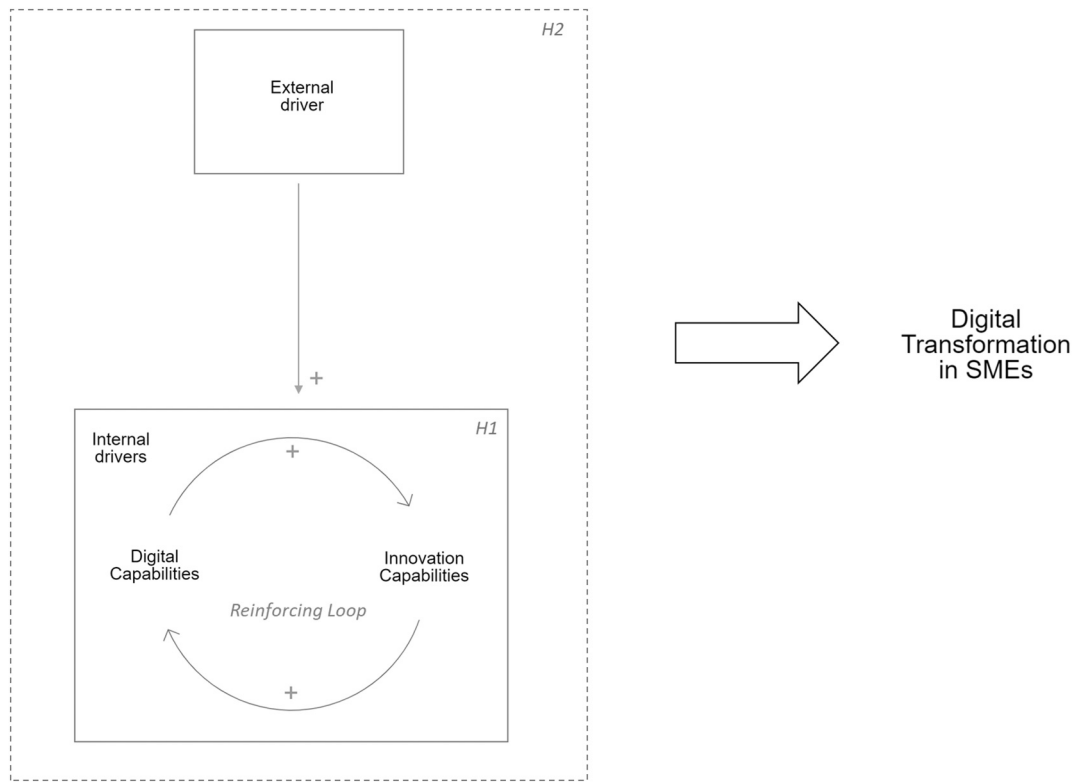 H2
External
driver
+
H1
Internal
drivers
+
Digital
Capabilities
Innovation
Capabilities
Reinforcing Loop
+
Digital
Transformation
in SMEs